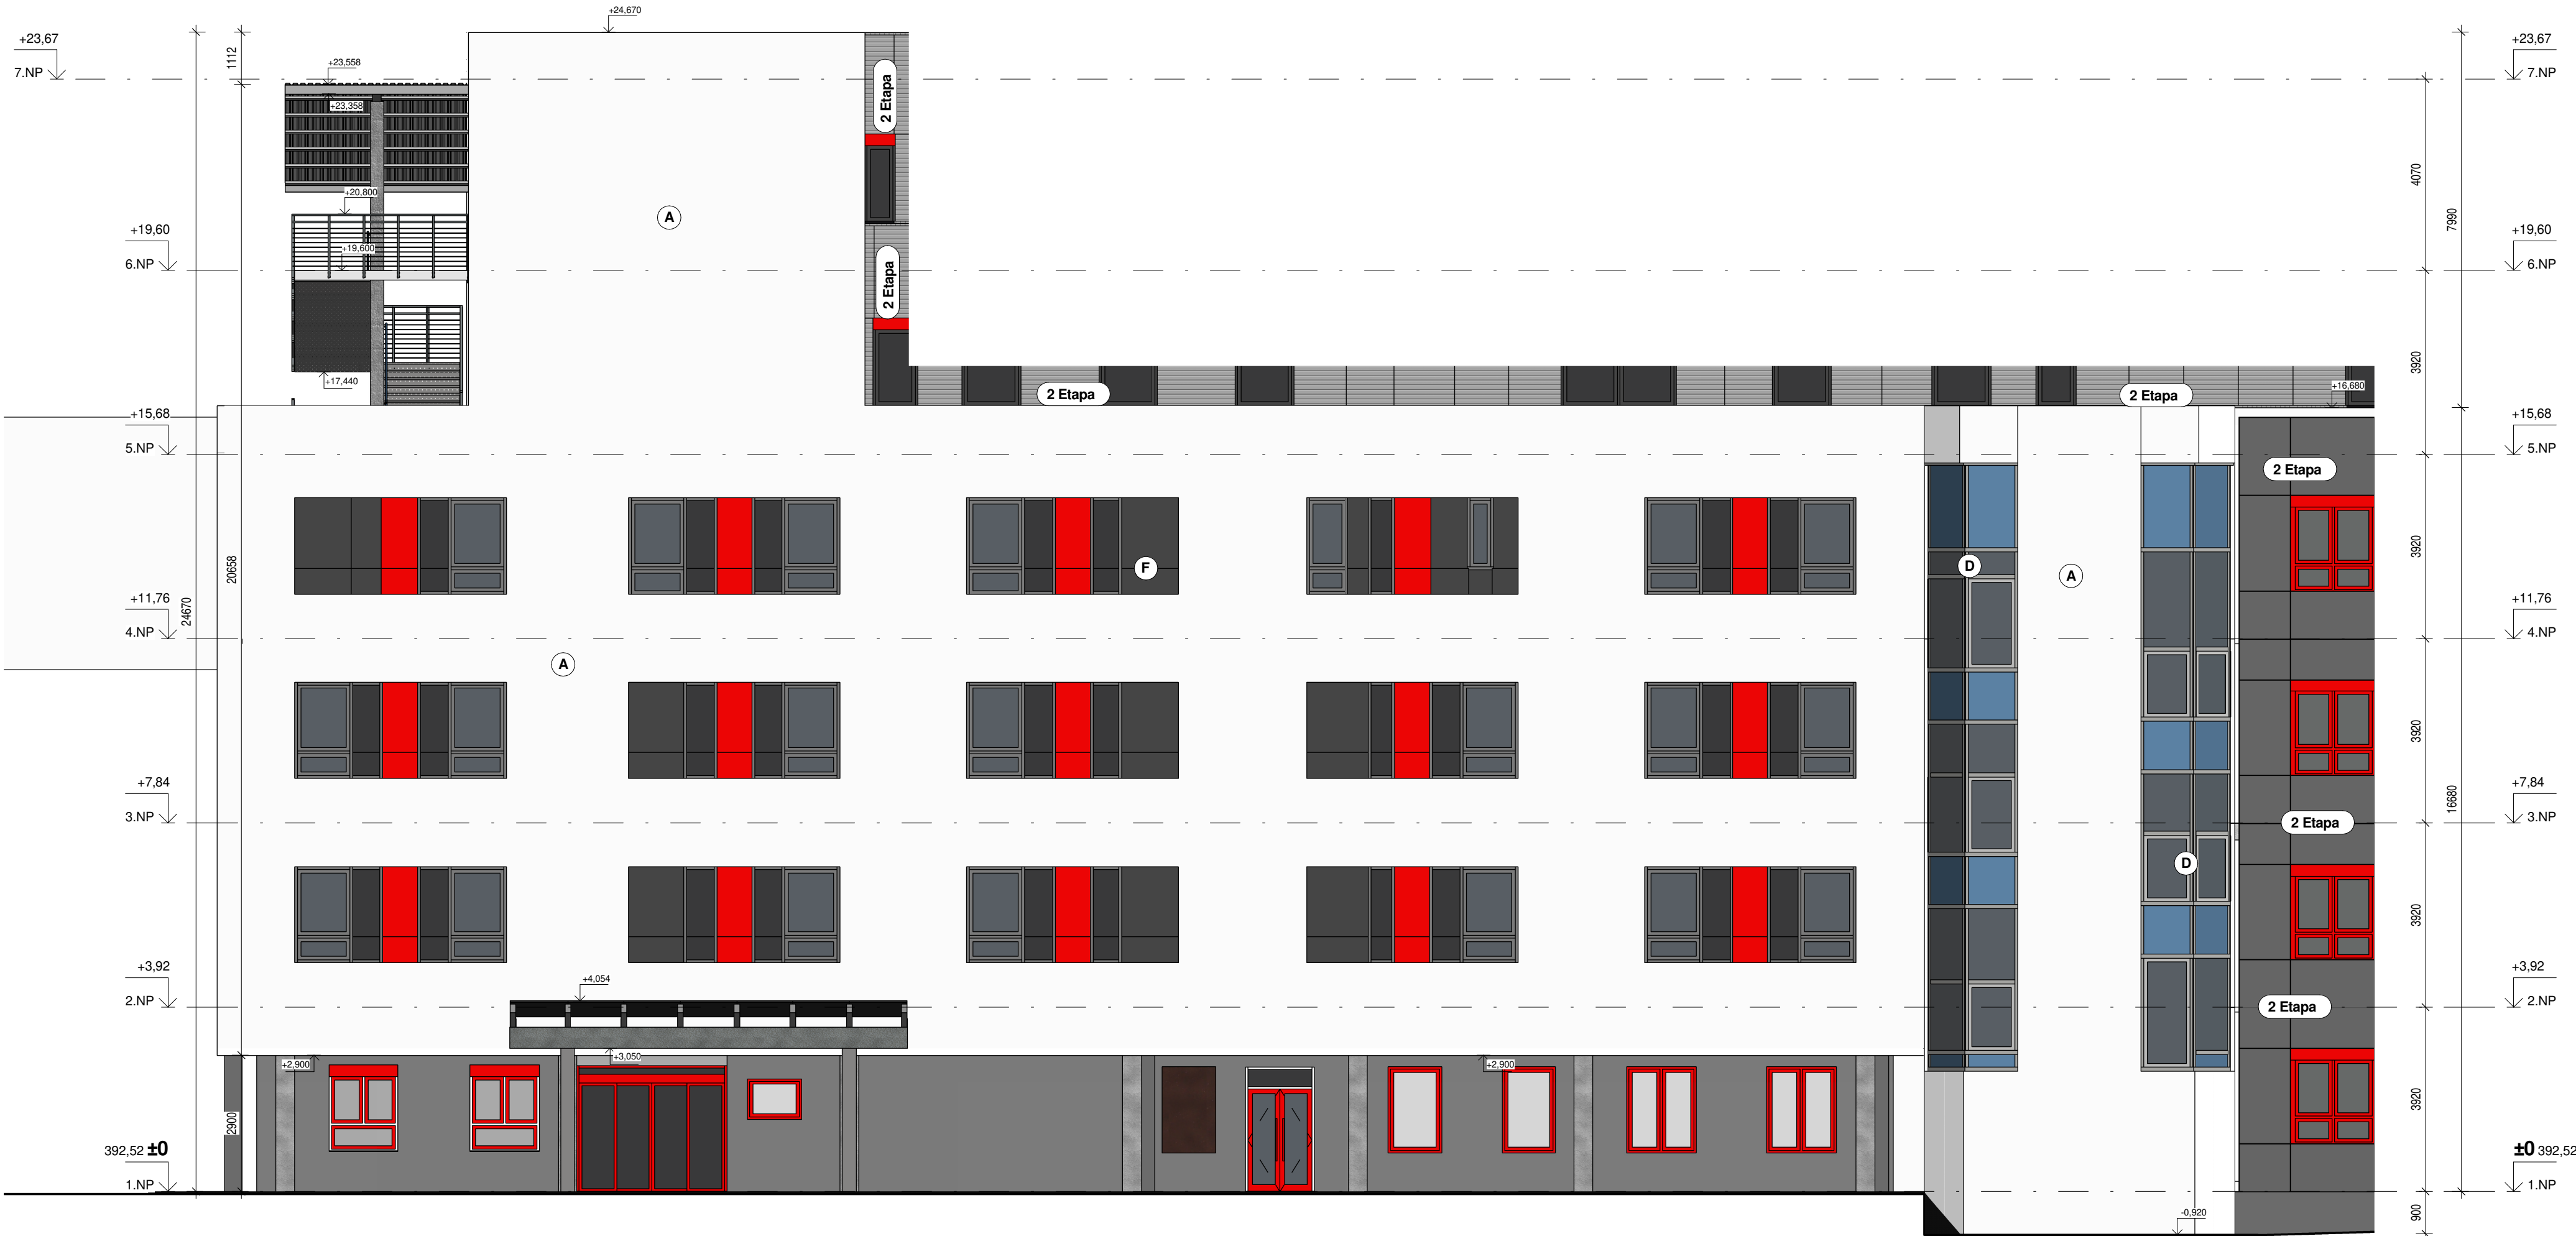 +24,670
+23,67
7.NP
1112
+23,558
+23,358
2 Etapa
+23,67
7.NP
4070
7990
+20,800
A
+19,60
6.NP
+19,600
2 Etapa
+19,60
6.NP
+17,440
3920
2 Etapa
2 Etapa
+16,680
+15,68
5.NP
+15,68
5.NP
2 Etapa
20658
24670
F
D
A
3920
+11,76
4.NP
+11,76
4.NP
A
3920
16680
+7,84
3.NP
2 Etapa
+7,84
3.NP
D
3920
+3,92
2.NP
+4,054
2 Etapa
+3,92
2.NP
+2,900
+3,050
+2,900
2900
3920
392,52 ±0
1.NP
±0 392,52
1.NP
-0,920
900